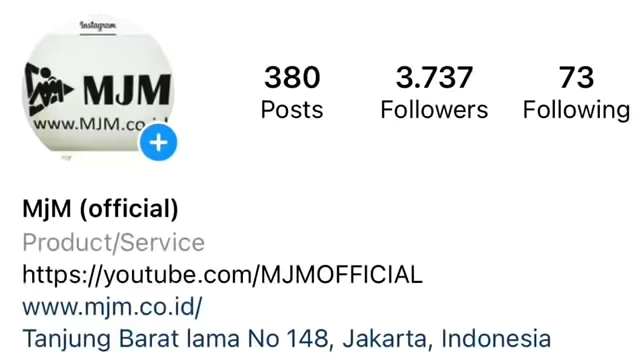 Instagram
MJM
www.MJM.co.id
380
Posts
3.737
Followers
73
Following
MjM (official)
Product/Service
https://youtube.com/MJMOFFICIAL
www.mjm.co.id/
Tanjung Barat lama No 148, Jakarta, Indonesia